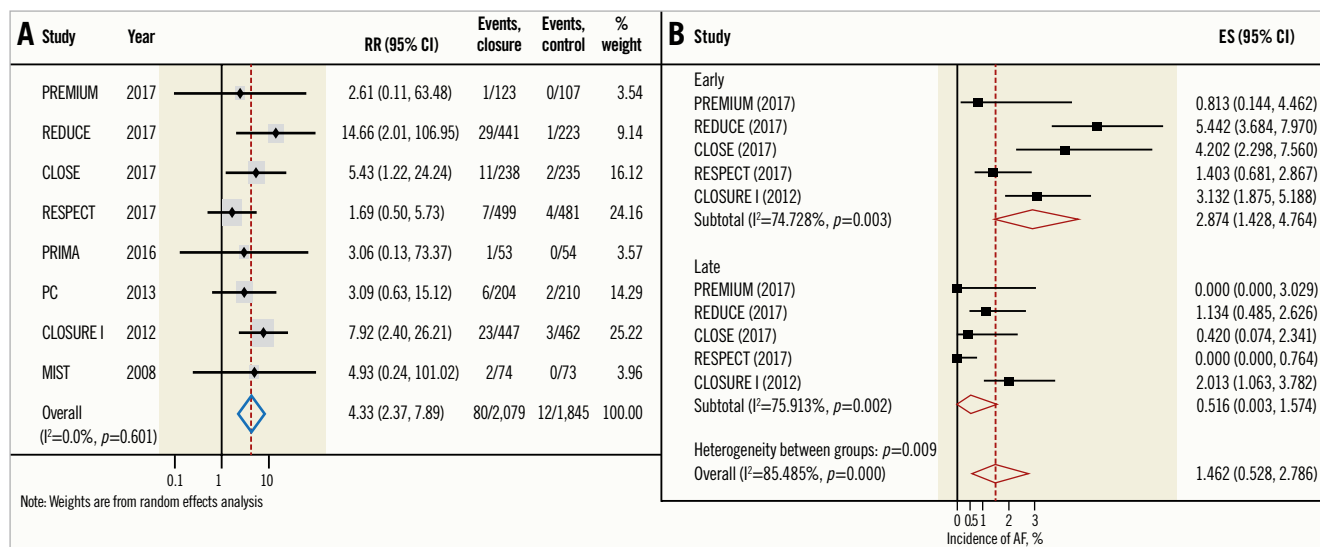 A Study Year RR (95% CI) Events, closure Events, control % weight
PREMIUM 2017 2.61 (0.11, 63.48) 1/123 0/107 3.54
REDUCE 2017 14.66 (2.01, 106.95) 29/441 1/223 9.14
CLOSE 2017 5.43 (1.22, 24.24) 11/238 2/235 16.12
RESPECT 2017 1.69 (0.50, 5.73) 7/499 4/481 24.16
PRIMA 2016 3.06 (0.13, 73.37) 1/53 0/54 3.57
PC 2013 3.09 (0.63, 15.12) 6/204 2/210 14.29
CLOSURE I 2012 7.92 (2.40, 26.21) 23/447 3/462 25.22
MIST 2008 4.93 (0.24, 101.02) 2/74 0/73 3.96
Overall 4.33 (2.37, 7.89) 80/2,079 12/1,845 100.00
(I²=0.0%, p=0.601)
0.1 1 10
Note: Weights are from random effects analysis
B Study ES (95% CI)
Early
PREMIUM (2017) 0.813 (0.144, 4.462)
REDUCE (2017) 5.442 (3.684, 7.970)
CLOSE (2017) 4.202 (2.298, 7.560)
RESPECT (2017) 1.403 (0.681, 2.867)
CLOSURE I (2012) 3.132 (1.875, 5.188)
Subtotal (I²=74.728%, p=0.003) 2.874 (1.428, 4.764)
Late
PREMIUM (2017) 0.000 (0.000, 3.029)
REDUCE (2017) 1.134 (0.485, 2.626)
CLOSE (2017) 0.420 (0.074, 2.341)
RESPECT (2017) 0.000 (0.000, 0.764)
CLOSURE I (2012) 2.013 (1.063, 3.782)
Subtotal (I²=75.913%, p=0.002) 0.516 (0.003, 1.574)
Heterogeneity between groups: p=0.009
Overall (I²=85.485%, p=0.000) 1.462 (0.528, 2.786)
0 0.5 1 2 3
Incidence of AF, %